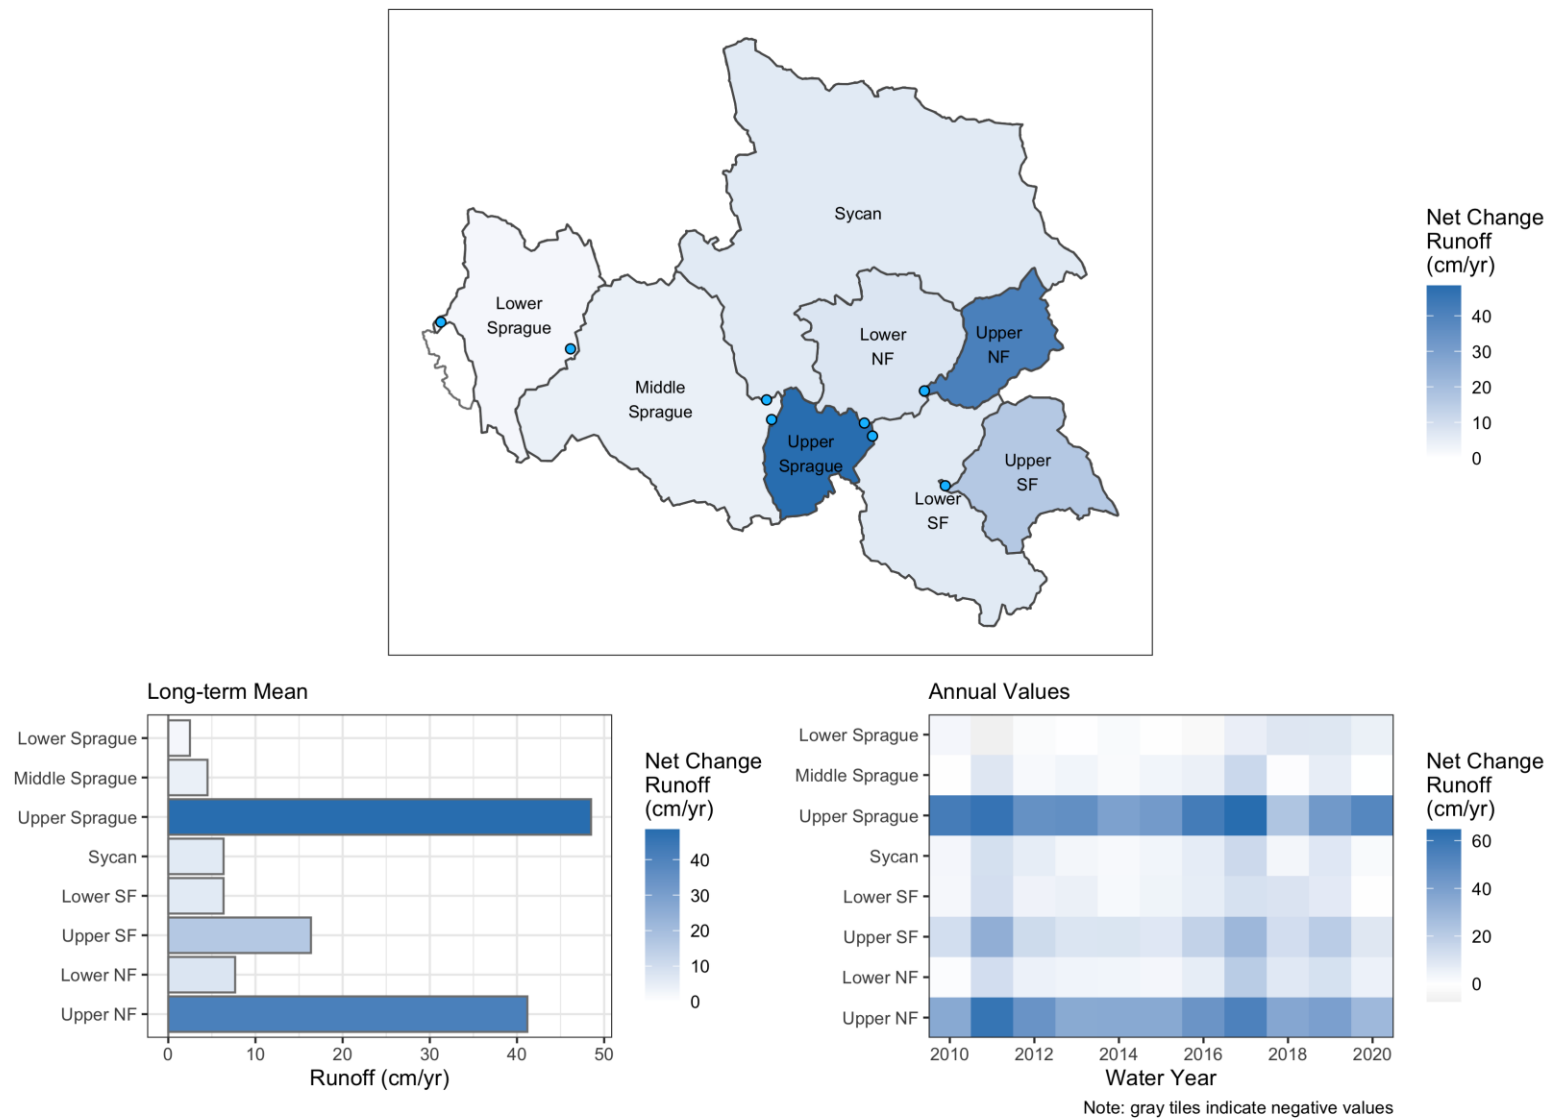 Sycan
Lower
Sprague
Lower
NF
Upper
NF
Middle
Sprague
Upper
Sprague
Upper
SF
Lower
SF
Net Change
Runoff
(cm/yr)
40
30
20
10
0
Long-term Mean
Lower Sprague
Middle Sprague
Upper Sprague
Sycan
Lower SF
Upper SF
Lower NF
Upper NF
0 10 20 30 40 50
Runoff (cm/yr)
Net Change
Runoff
(cm/yr)
40
30
20
10
0
Annual Values
Lower Sprague
Middle Sprague
Upper Sprague
Sycan
Lower SF
Upper SF
Lower NF
Upper NF
2010 2012 2014 2016 2018 2020
Water Year
Note: gray tiles indicate negative values
Net Change
Runoff
(cm/yr)
60
40
20
0